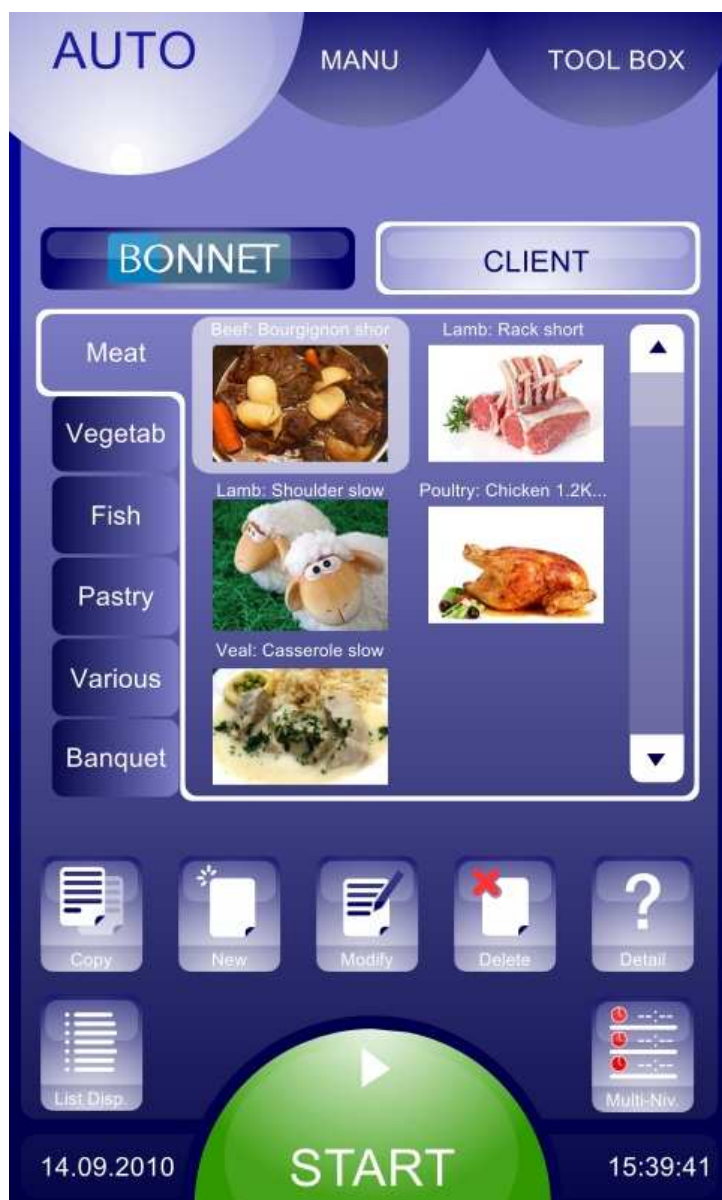 AUTO
MANU
TOOL BOX
BONNET
CLIENT
Meat
Vegetab
Fish
Pastry
Various
Banquet
Beef: Bourgignon shor
Lamb: Rack short
Lamb: Shoulder slow
Poultry: Chicken 1.2K...
Veal: Casserole slow
Copy
New
Modify
Delete
?
Detail
List Disp.
--:--
--:--
--:--
Multi-Niv.
START
14.09.2010
15:39:41